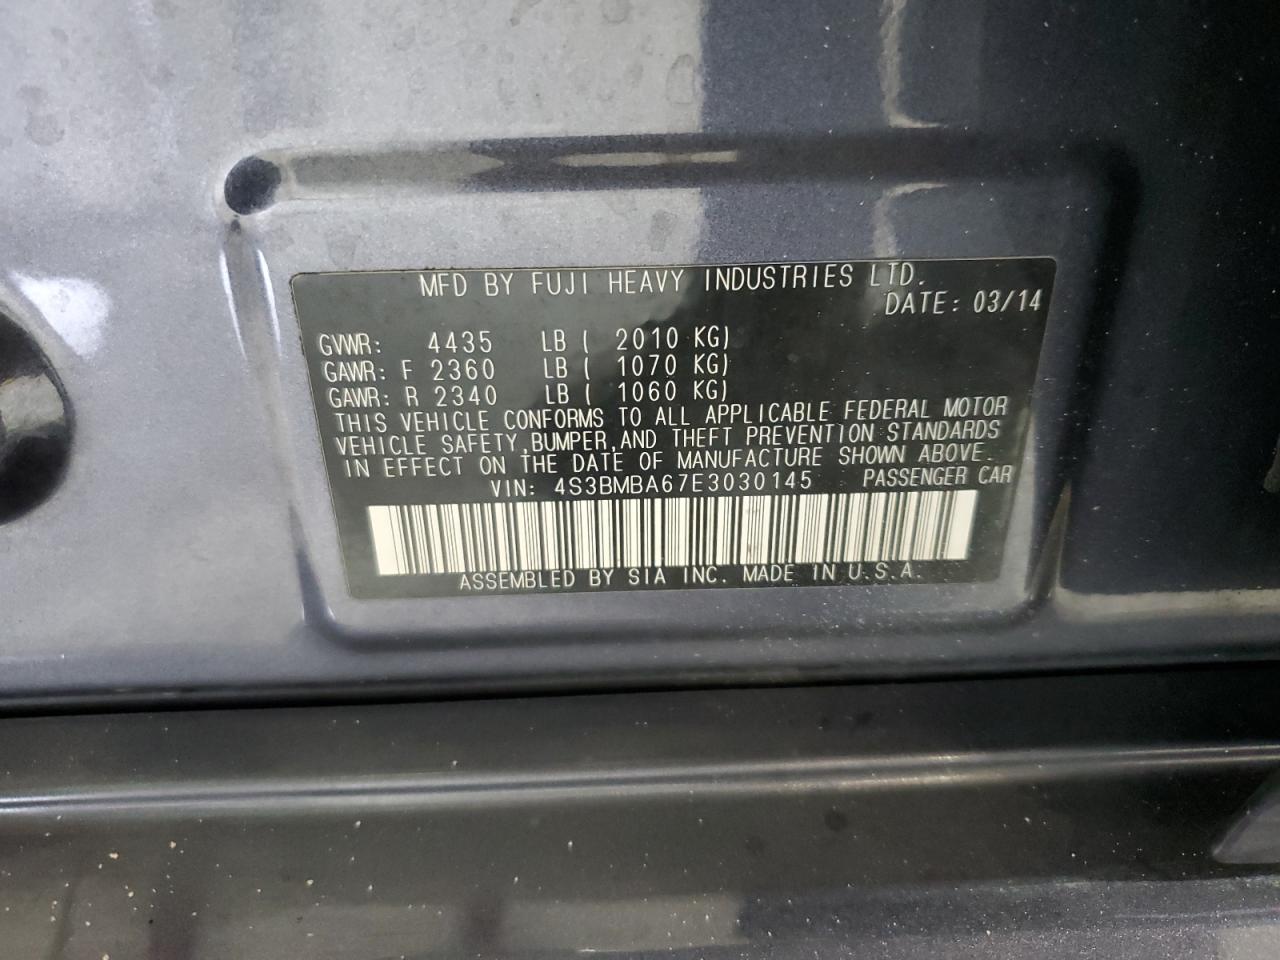 MFD BY FUJI HEAVY INDUSTRIES LTD.
DATE: 03/14
GVWR: 4435 LB ( 2010 KG)
GAWR: F 2360 LB ( 1070 KG)
GAWR: R 2340 LB ( 1060 KG)
THIS VEHICLE CONFORMS TO ALL APPLICABLE FEDERAL MOTOR
VEHICLE SAFETY,BUMPER,AND THEFT PREVENTION STANDARDS
IN EFFECT ON THE DATE OF MANUFACTURE SHOWN ABOVE.
VIN: 4S3BMBA67E3030145 PASSENGER CAR
ASSEMBLED BY SIA INC. MADE IN U.S.A.